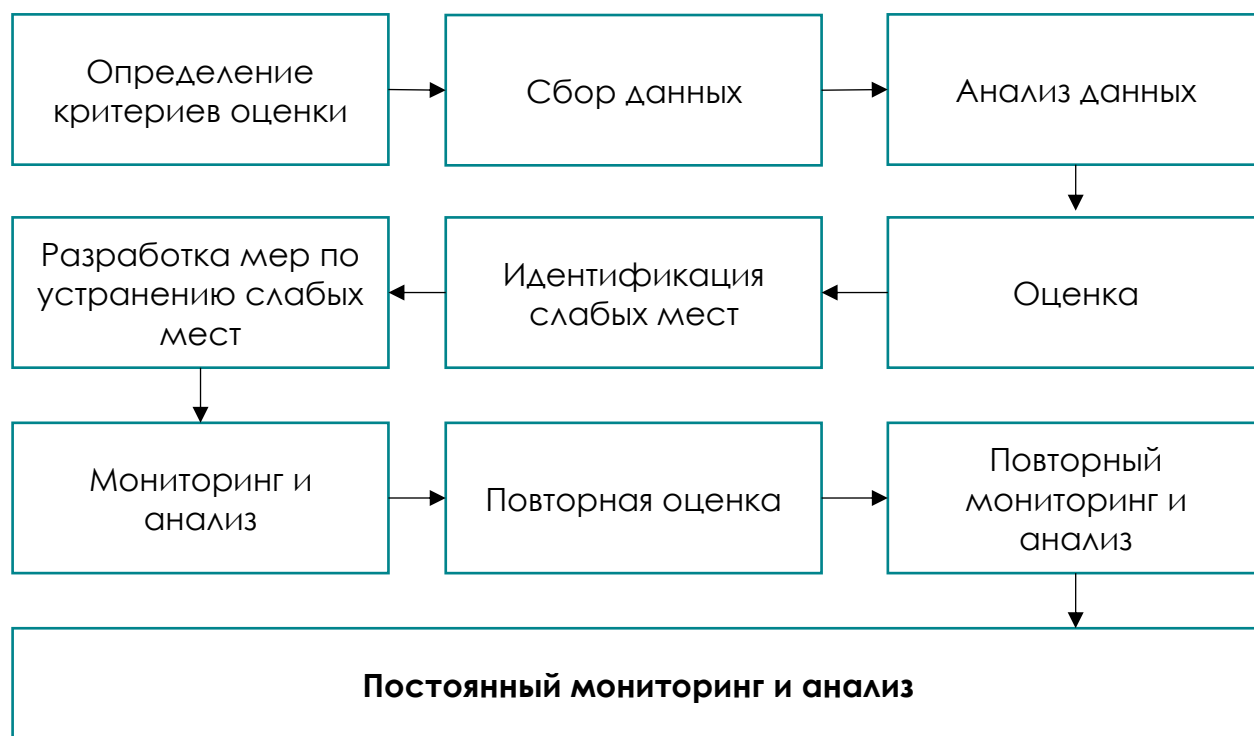 Определение
критериев оценки
Сбор данных
Анализ данных
Разработка мер по
устранению слабых
мест
Идентификация
слабых мест
Оценка
Мониторинг и
анализ
Повторная оценка
Повторный
мониторинг и
анализ
Постоянный мониторинг и анализ